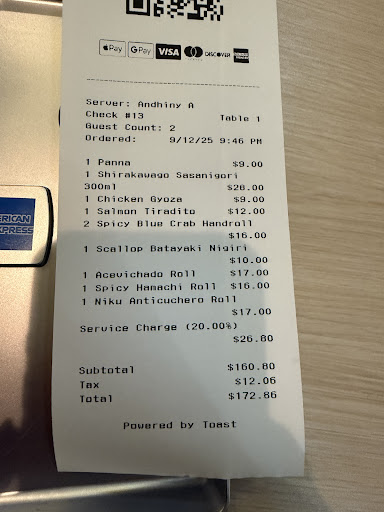 Pay
G Pay
VISA
DISCOVER
Server: Andhiny A
Check #13 Table 1
Guest Count: 2
Ordered: 9/12/25 9:46 PM
1 Panna $9.00
1 Shirakawago Sasanigori
300ml $28.00
1 Chicken Gyoza $9.00
1 Salmon Tiradito $12.00
2 Spicy Blue Crab Handroll
$16.00
1 Scallop Batayaki Nigiri
$10.00
1 Acevichado Roll $17.00
1 Spicy Hamachi Roll $16.00
1 Niku Anticuchero Roll
$17.00
Service Charge (20.00%)
$26.80
Subtotal $160.80
Tax $12.06
Total $172.86
Powered by Toast
ERICAN
XPRESS